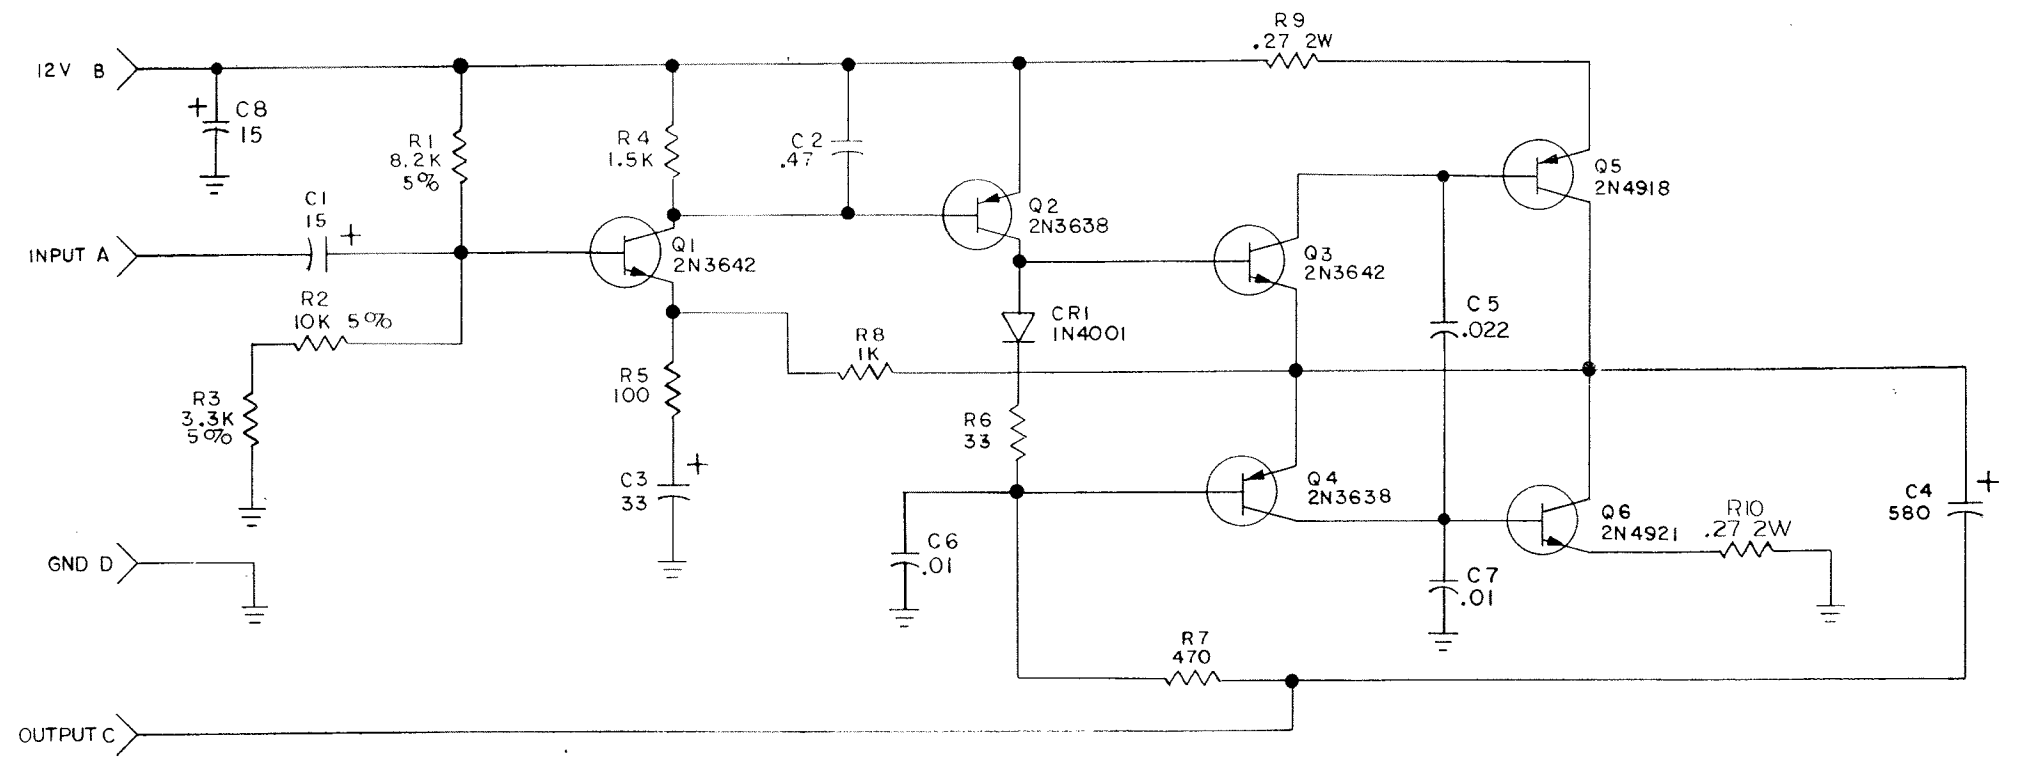 R9
.27 2W
12V B
+
C8
15
R1
8.2K
5%
R4
1.5K
C2
.47
Q5
2N4918
C1
15
+
Q2
2N3638
INPUT A
Q1
2N3642
Q3
2N3642
R2
10K 5%
CR1
1N4001
C5
.022
R8
1K
R3
3.3K
5%
R5
100
R6
33
+
C3
33
Q4
2N3638
Q6
2N4921
R10
.27 2W
C4
580
+
GND D
C6
.01
C7
.01
R7
470
OUTPUT C